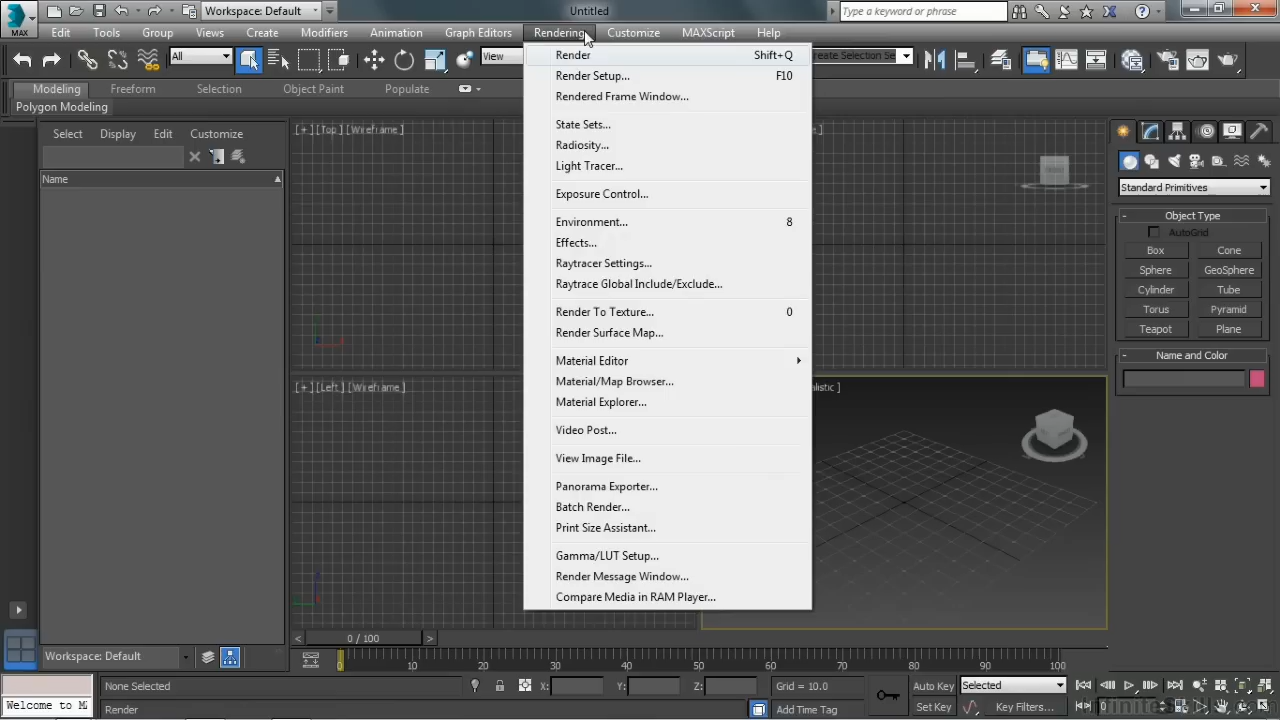 Workspace: Default
Untitled
Type a keyword or phrase
MAX
Edit Tools Group Views Create Modifiers Animation Graph Editors Rendering Customize MAXScript Help
All
View
Create Selection Se
Modeling Freeform Selection Object Paint Populate
Polygon Modeling
Select Display Edit Customize
Name
Render Shift+Q
Render Setup... F10
Rendered Frame Window...
State Sets...
Radiosity...
Light Tracer...
Exposure Control...
Environment... 8
Effects...
Raytracer Settings...
Raytrace Global Include/Exclude...
Render To Texture... 0
Render Surface Map...
Material Editor
Material/Map Browser...
Material Explorer...
Video Post...
View Image File...
Panorama Exporter...
Batch Render...
Print Size Assistant...
Gamma/LUT Setup...
Render Message Window...
Compare Media in RAM Player...
[ + ] [Top ] [Wireframe ]
[ + ] [Left ] [Wireframe ]
alistic ]
Standard Primitives
- Object Type
AutoGrid
Box Cone
Sphere GeoSphere
Cylinder Tube
Torus Pyramid
Teapot Plane
- Name and Color
< 0 / 100 >
Workspace: Default
0 10 20 30 40 50 60 70 80 90 100
None Selected X: Y: Z: Grid = 10.0 Auto Key Selected
Welcome to M Render Add Time Tag Set Key Key Filters... 0